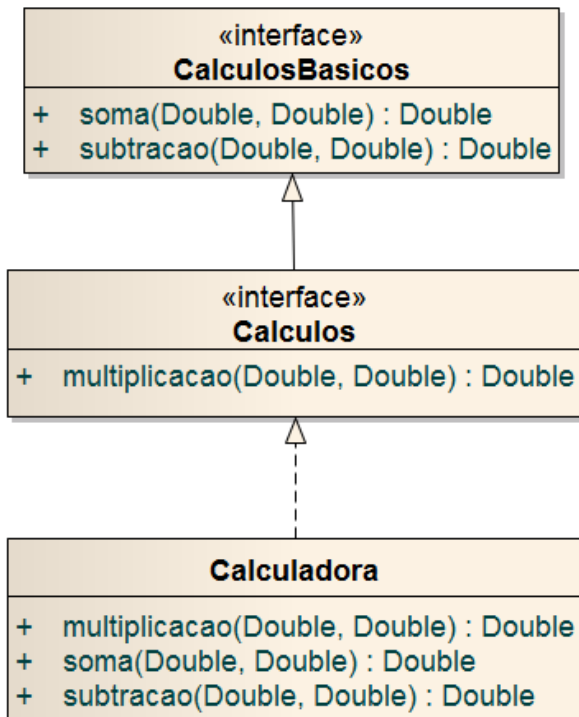 «interface»
CalculosBasicos
+ soma(Double, Double) : Double
+ subtracao(Double, Double) : Double
«interface»
Calculos
+ multiplicacao(Double, Double) : Double
Calculadora
+ multiplicacao(Double, Double) : Double
+ soma(Double, Double) : Double
+ subtracao(Double, Double) : Double